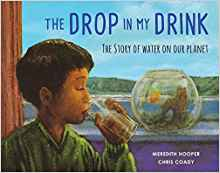 THE DROP IN MY DRINK
THE STORY OF WATER ON OUR PLANET
MEREDITH HOOPER
CHRIS COADY